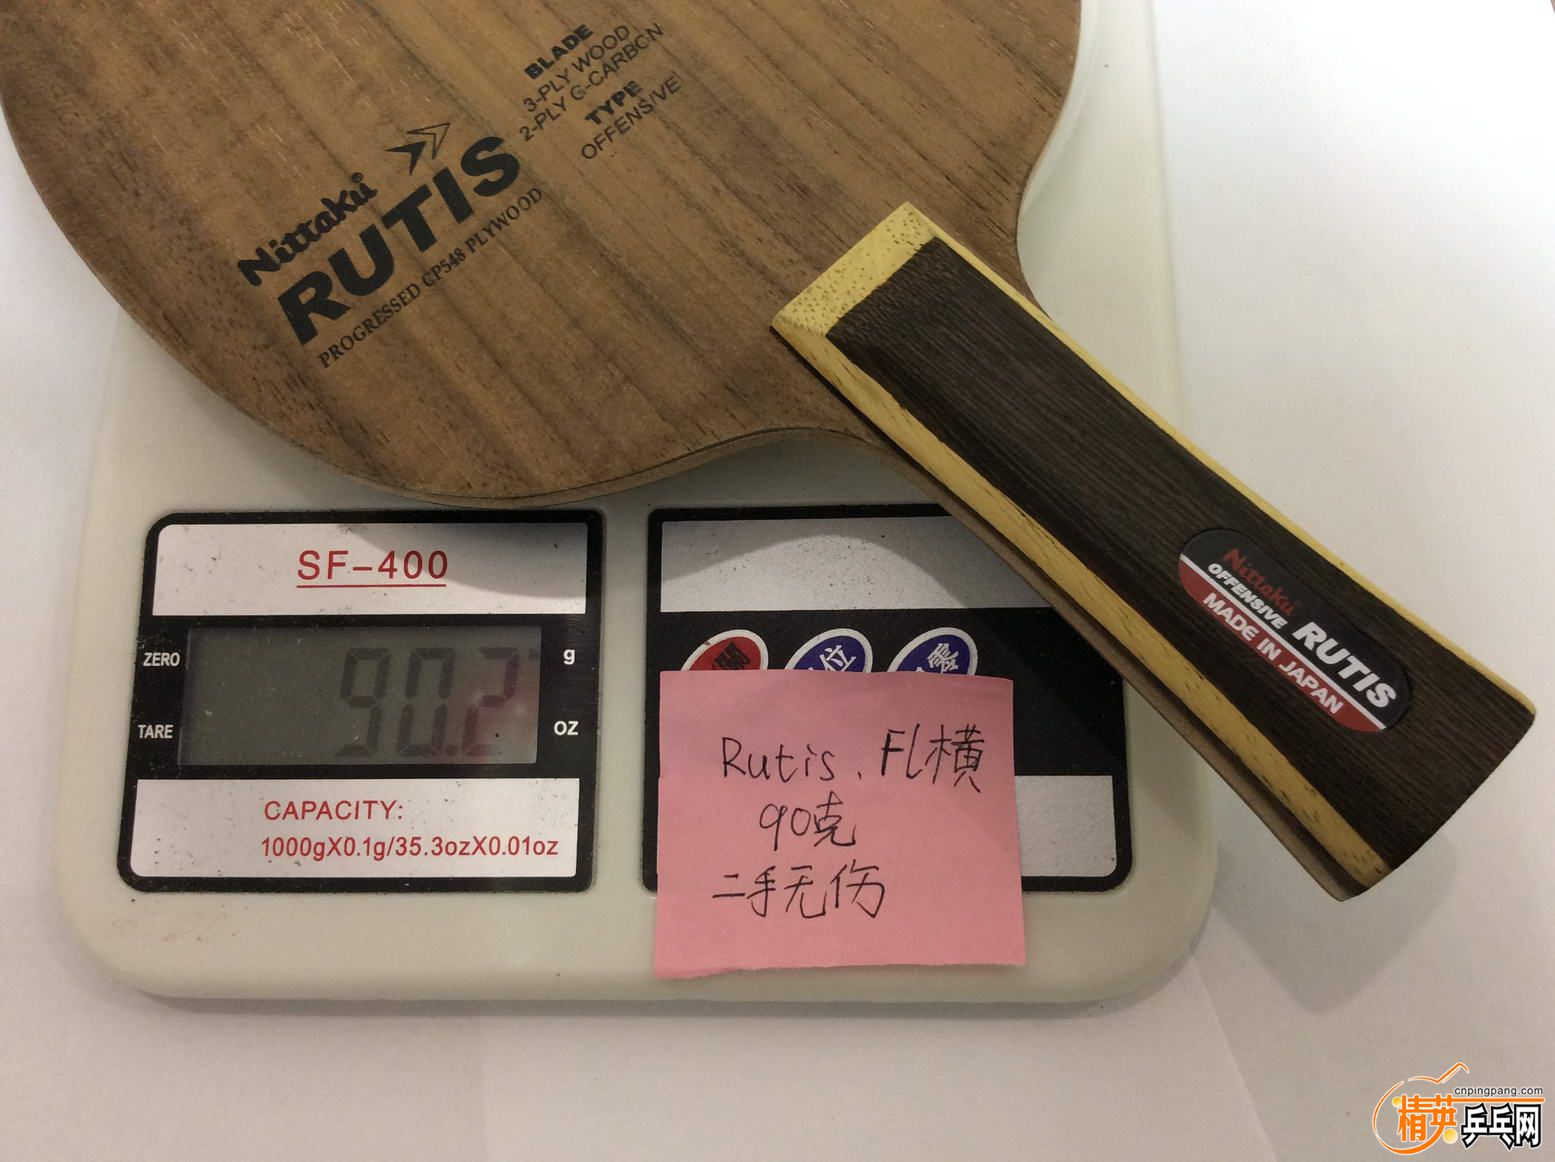 BLADE
3-PLY WOOD
2-PLY G-CARBON
TYPE
OFFENSIVE
Nittaku
RUTIS
PROGRESSED GP548 PLYWOOD
Nittaku
OFFENSIVE RUTIS
MADE IN JAPAN
SF-400
ZERO
g
90.2
TARE
OZ
CAPACITY:
1000gX0.1g/35.3ozX0.01oz
位
零
Rutis、FL横
90克
二手无伤
cnpingpang.com
精英乒乓网